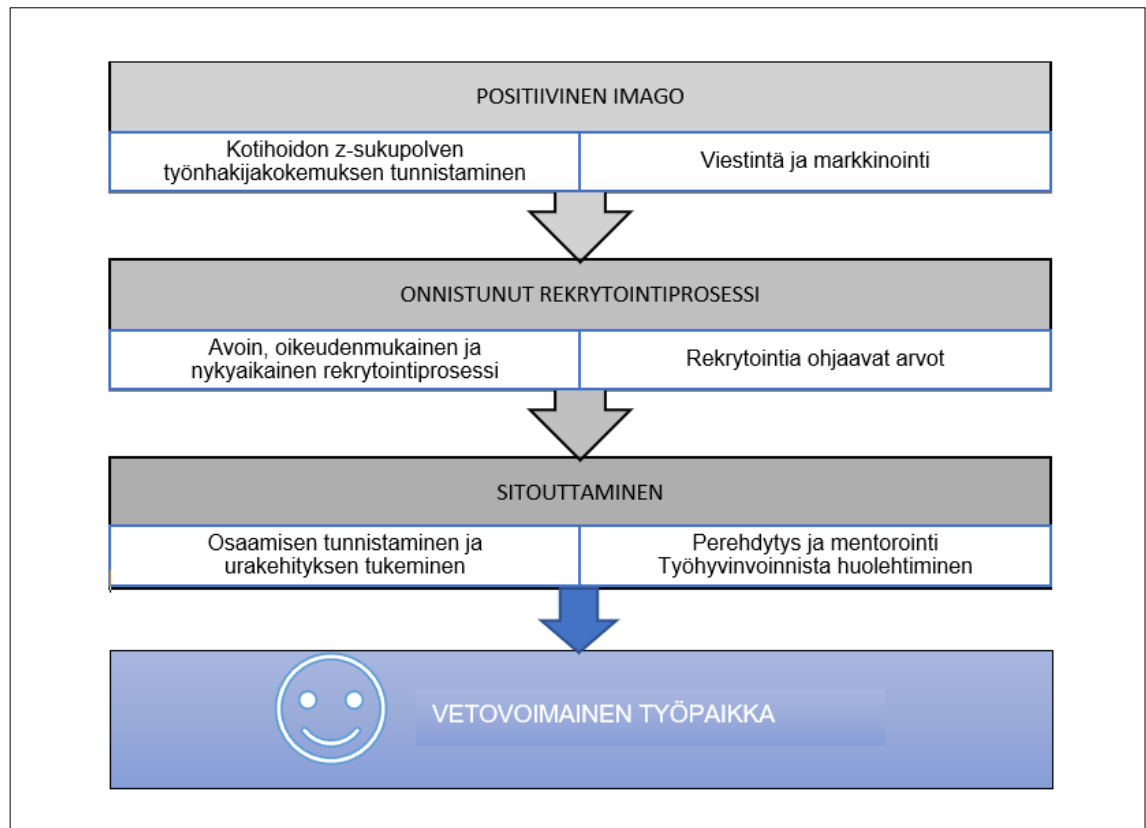 POSITIIVINEN IMAGO
Kotihoidon z-sukupolven
työnhakijakokemuksen tunnistaminen
Viestintä ja markkinointi
ONNISTUNUT REKRYTOINTIPROSESSI
Avoin, oikeudenmukainen ja
nykyaikainen rekrytointiprosessi
Rekrytointia ohjaavat arvot
SITOUTTAMINEN
Osaamisen tunnistaminen ja
urakehityksen tukeminen
Perehdytys ja mentorointi
Työhyvinvoinnista huolehtiminen
VETOVOIMAINEN TYÖPAIKKA